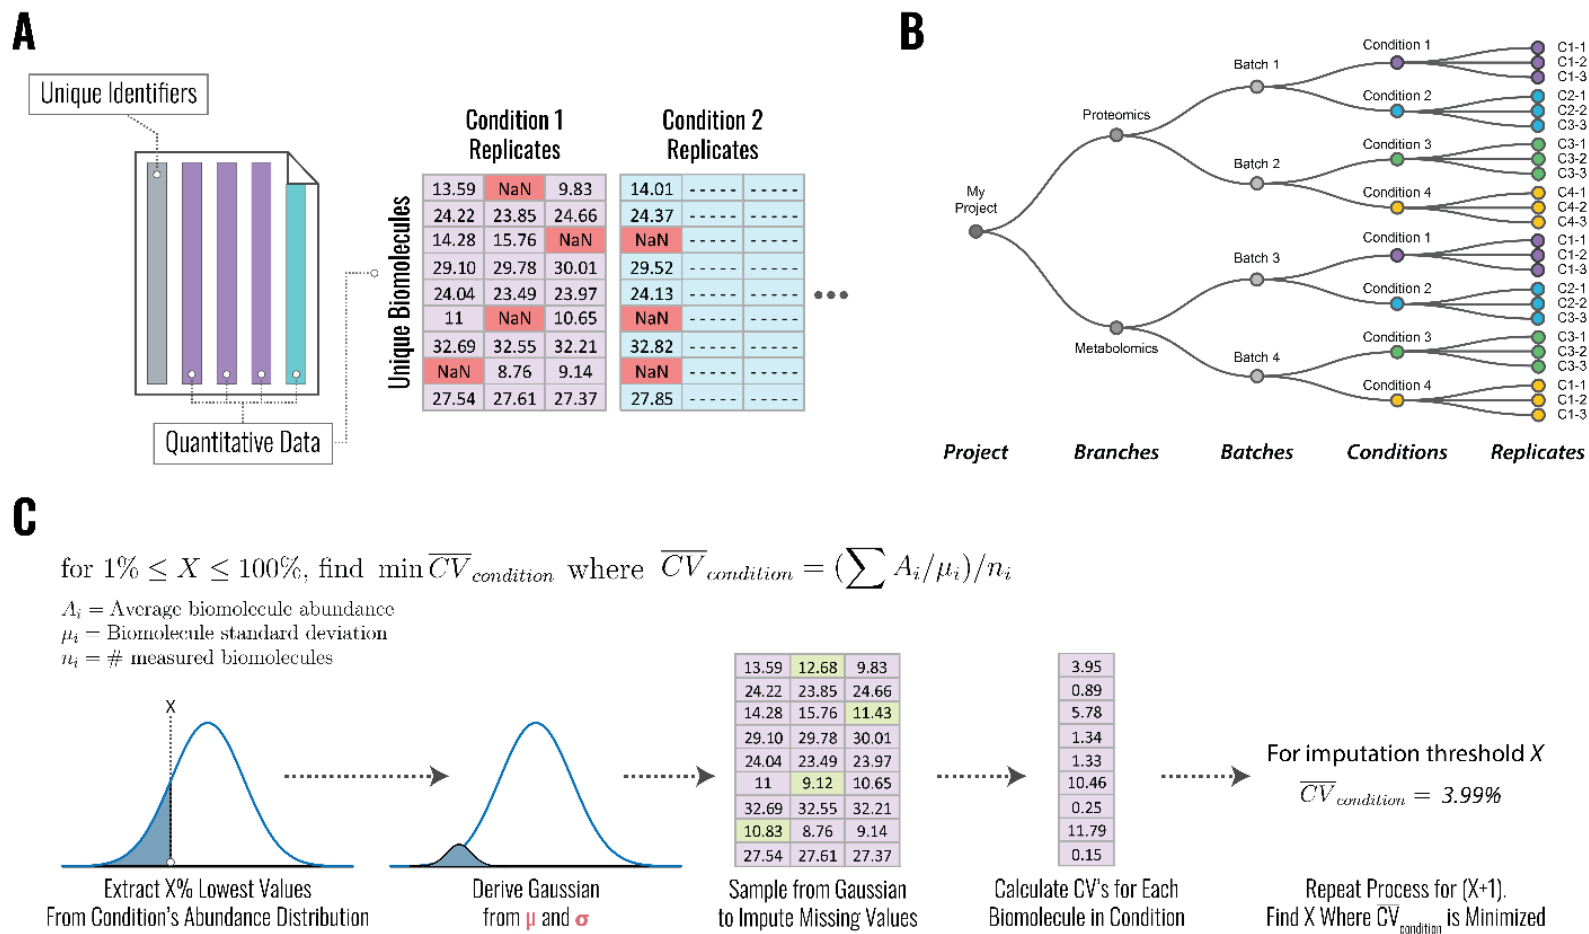 A
Unique Identifiers
Quantitative Data
Condition 1
Replicates
Condition 2
Replicates
Unique Biomolecules
13.59 NaN 9.83 14.01 ----- -----
24.22 23.85 24.66 24.37 ----- -----
14.28 15.76 NaN NaN ----- -----
29.10 29.78 30.01 29.52 ----- -----
24.04 23.49 23.97 24.13 ----- -----
11 NaN 10.65 NaN ----- -----
32.69 32.55 32.21 32.82 ----- -----
NaN 8.76 9.14 NaN ----- -----
27.54 27.61 27.37 27.85 ----- -----
B
My
Project
Proteomics
Metabolomics
Batch 1
Batch 2
Batch 3
Batch 4
Condition 1
Condition 2
Condition 3
Condition 4
Condition 1
Condition 2
Condition 3
Condition 4
C1-1
C1-2
C1-3
C2-1
C2-2
C3-3
C3-1
C3-2
C3-3
C4-1
C4-2
C4-3
C1-1
C1-2
C1-3
C2-1
C2-2
C3-3
C3-1
C3-2
C3-3
C1-1
C1-2
C1-3
Project Branches Batches Conditions Replicates
C
for 1% ≤ X ≤ 100%, find min C̅V̅ condition where C̅V̅ condition = (∑ Aᵢ/μᵢ)/nᵢ
Aᵢ = Average biomolecule abundance
μᵢ = Biomolecule standard deviation
nᵢ = # measured biomolecules
X
Extract X% Lowest Values
From Condition's Abundance Distribution
Derive Gaussian
from μ and σ
13.59 12.68 9.83
24.22 23.85 24.66
14.28 15.76 11.43
29.10 29.78 30.01
24.04 23.49 23.97
11 9.12 10.65
32.69 32.55 32.21
10.83 8.76 9.14
27.54 27.61 27.37
Sample from Gaussian
to Impute Missing Values
3.95
0.89
5.78
1.34
1.33
10.46
0.25
11.79
0.15
Calculate CV's for Each
Biomolecule in Condition
For imputation threshold X
C̅V̅ condition = 3.99%
Repeat Process for (X+1).
Find X Where C̅V̅ condition is Minimized